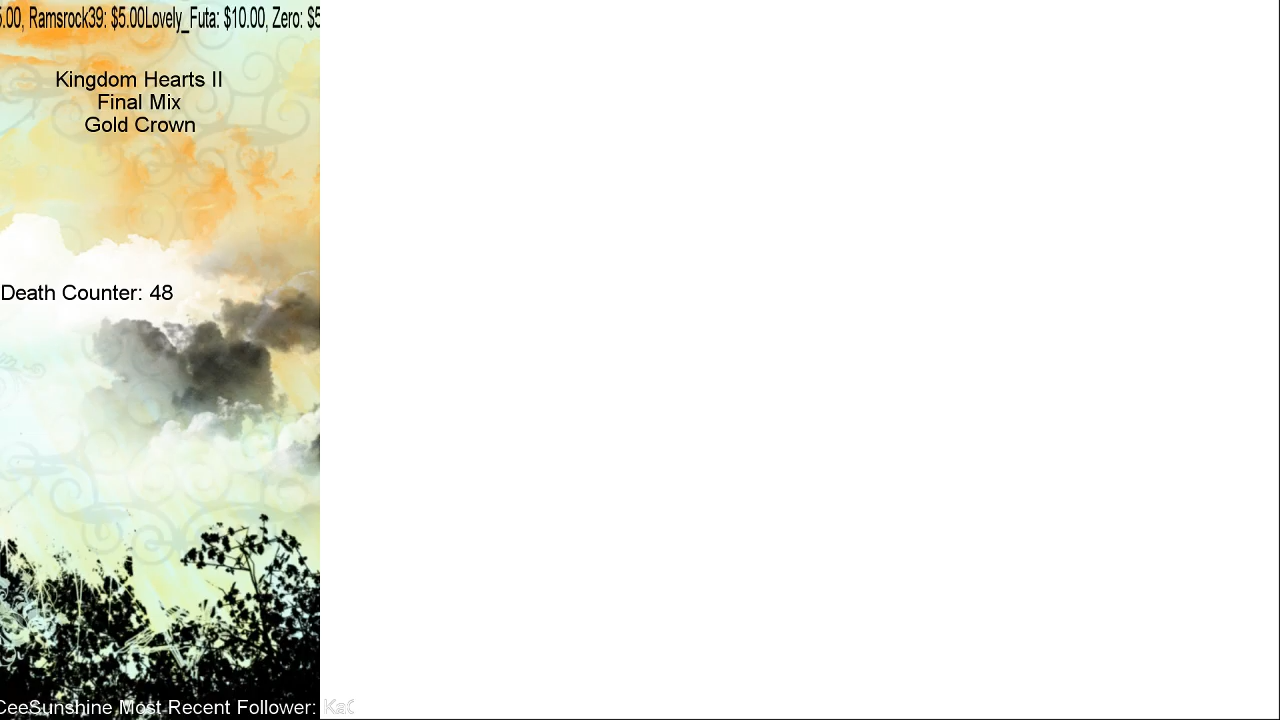 .00, Ramsrock39: $5.00Lovely_Futa: $10.00, Zero: $5
Kingdom Hearts II
Final Mix
Gold Crown
Death Counter: 48
CeeSunshine Most Recent Follower: